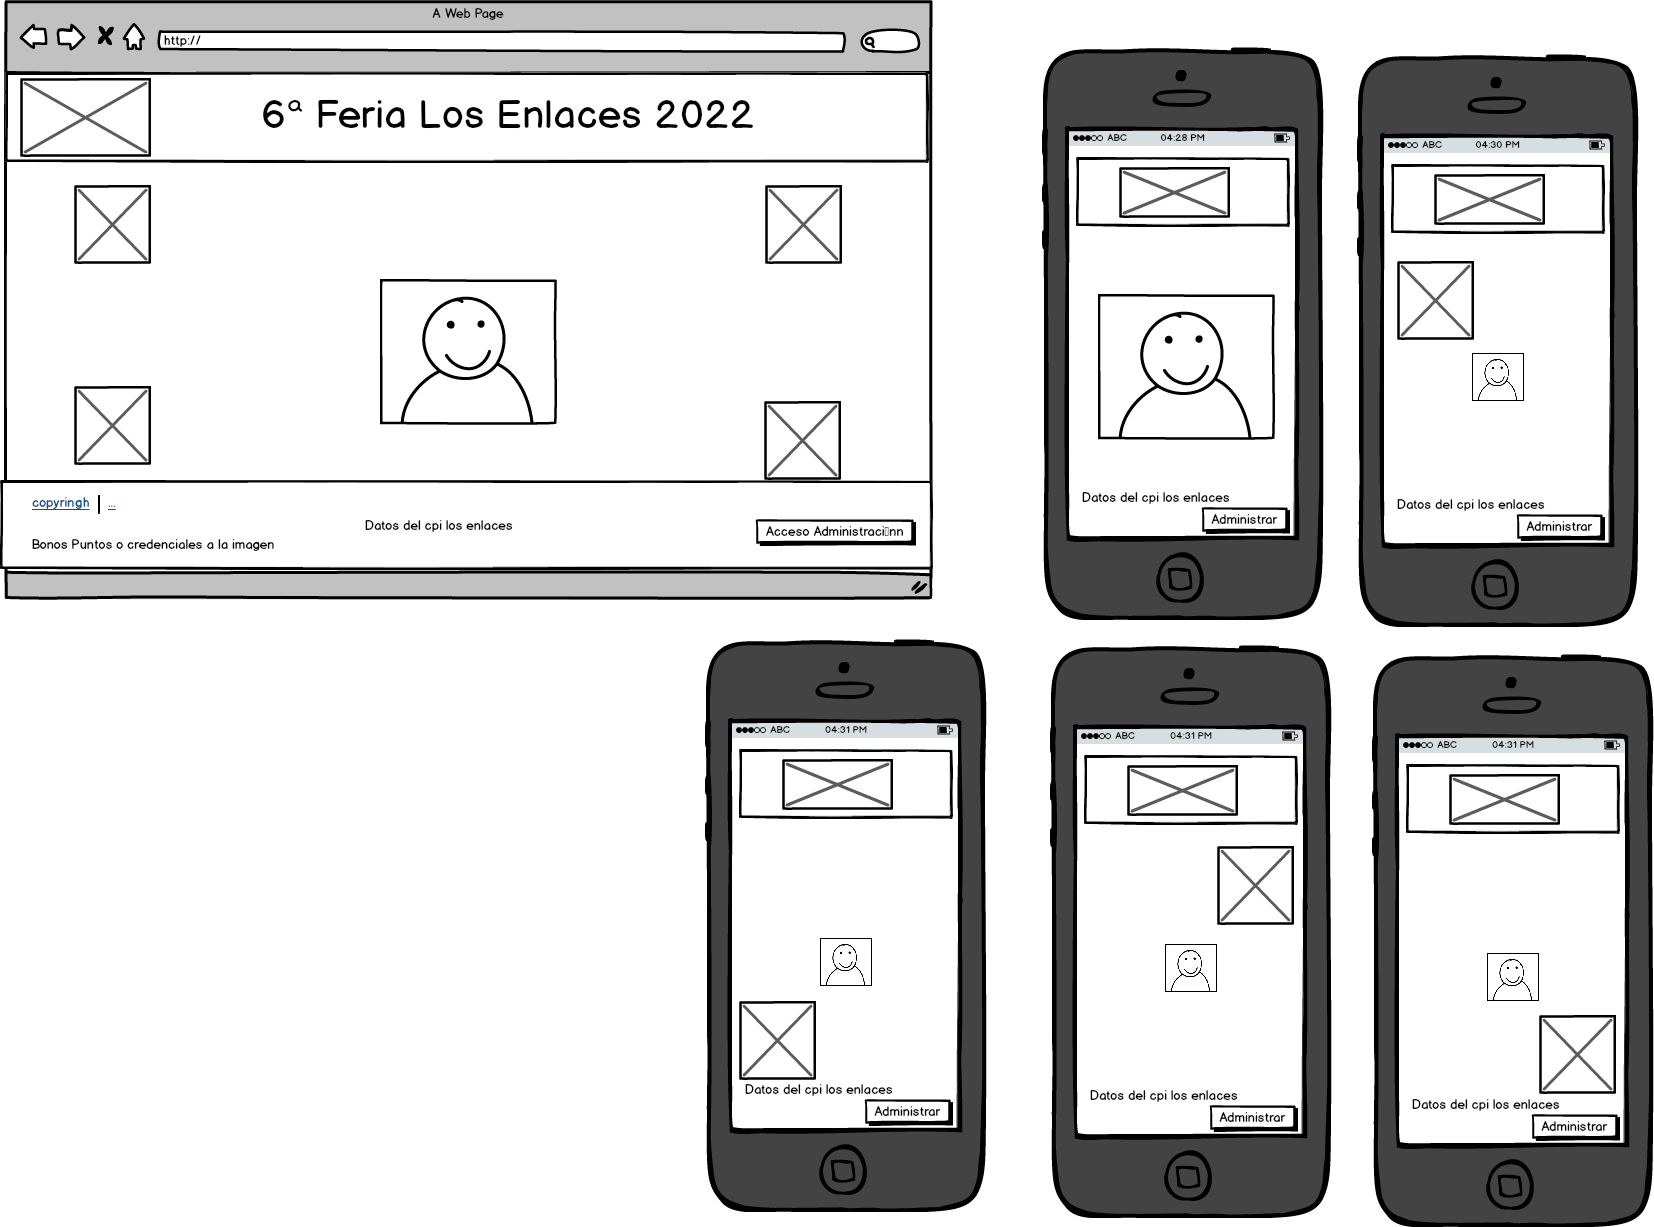 A Web Page
http://
6ª Feria Los Enlaces 2022
copyringh
...
Datos del cpi los enlaces
Acceso Administraci▯nn
Bonos Puntos o credenciales a la imagen
ABC 04:28 PM
Datos del cpi los enlaces
Administrar
ABC 04:30 PM
Datos del cpi los enlaces
Administrar
ABC 04:31 PM
Datos del cpi los enlaces
Administrar
ABC 04:31 PM
Datos del cpi los enlaces
Administrar
ABC 04:31 PM
Datos del cpi los enlaces
Administrar